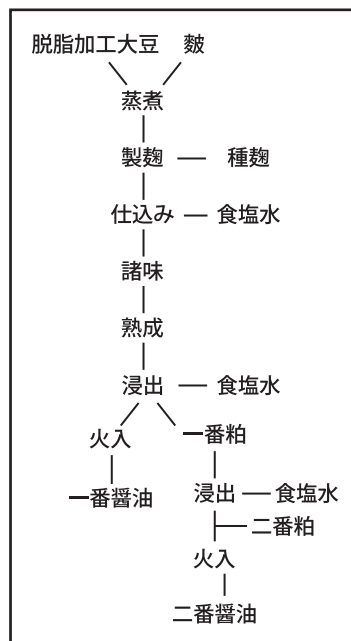 脱脂加工大豆 麬
蒸煮
製麹 種麹
仕込み 食塩水
諸味
熟成
浸出 食塩水
火入 一番粕
一番醤油
浸出 食塩水
二番粕
火入
二番醤油